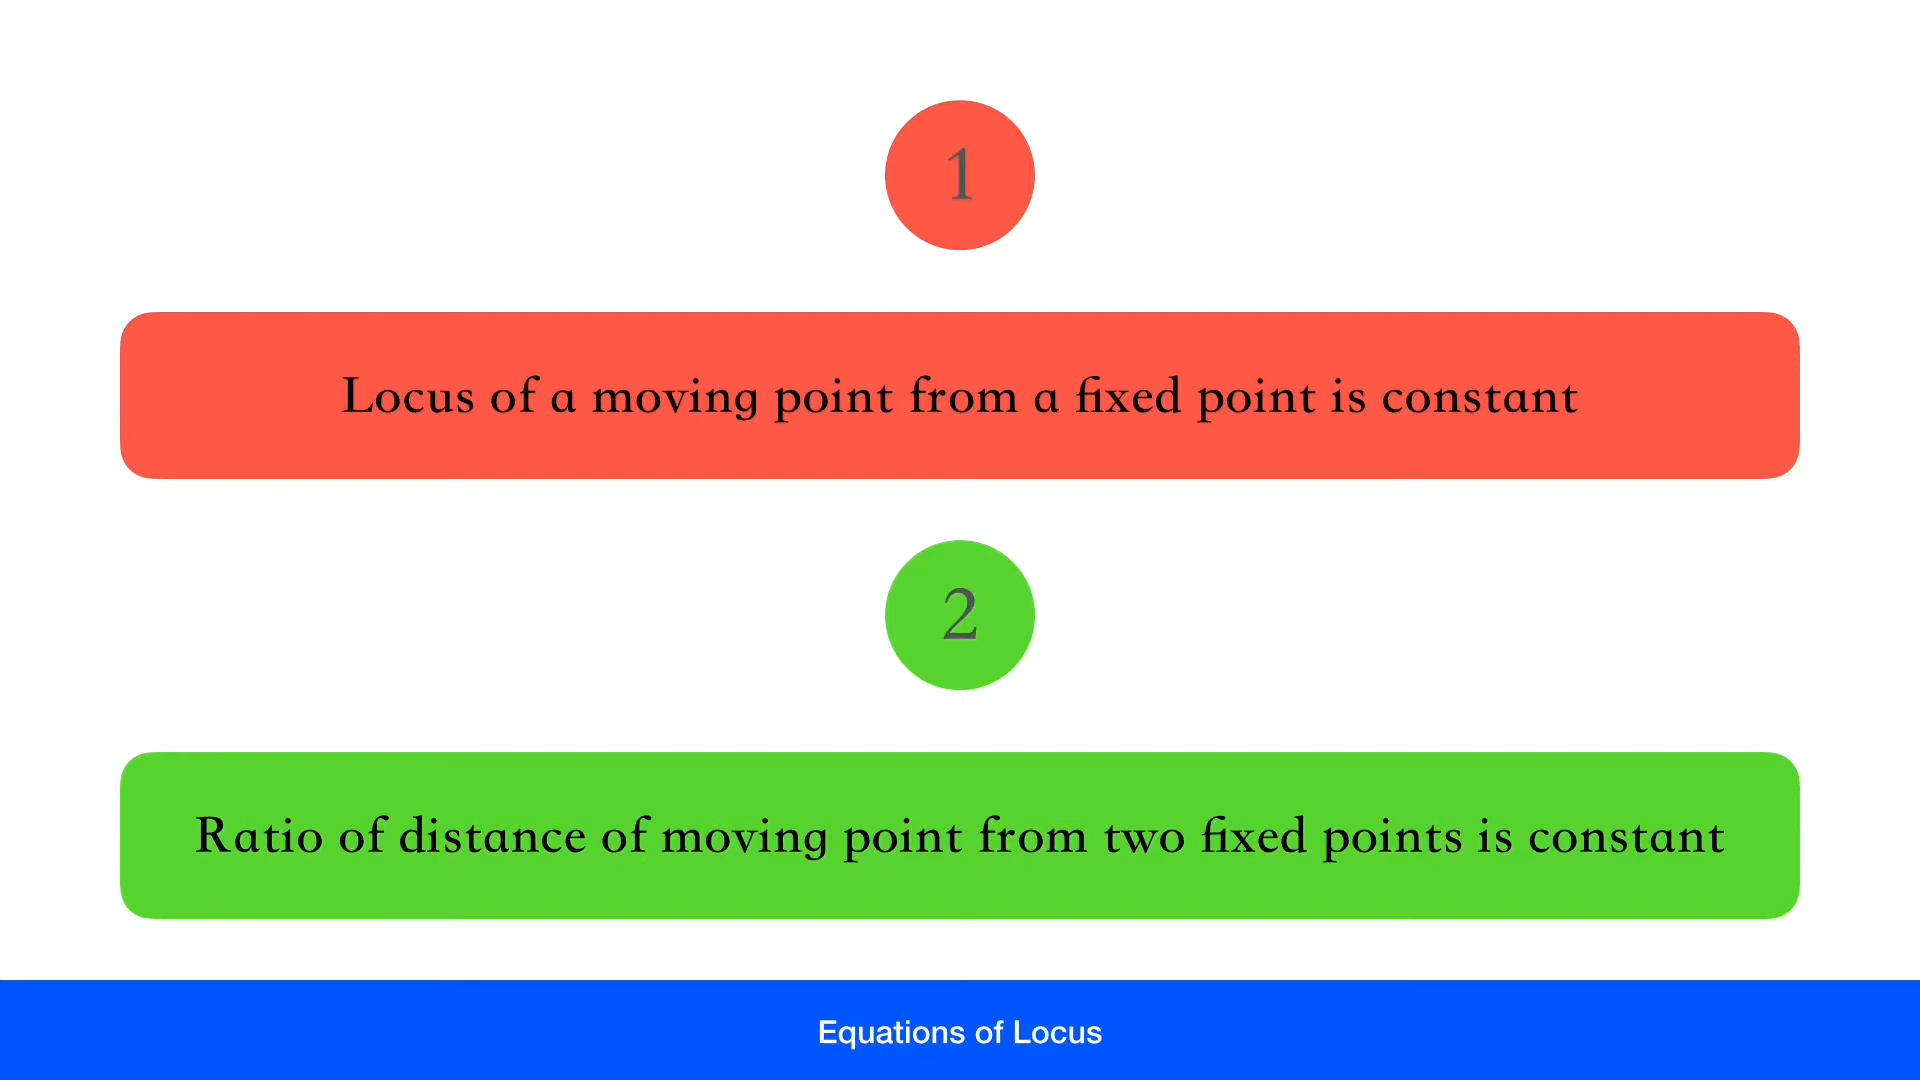 1
Locus of a moving point from a fixed point is constant
2
Ratio of distance of moving point from two fixed points is constant
Equations of Locus